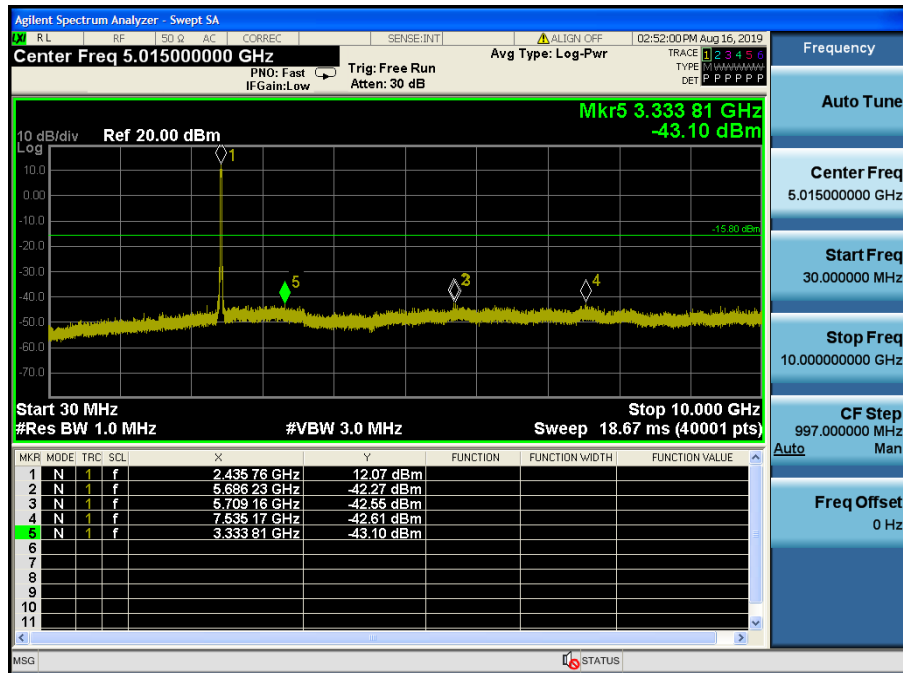 Agilent Spectrum Analyzer - Swept SA
LXI RL RF 50 Ω AC CORREC SENSE:INT ALIGN OFF 02:52:00 PM Aug 16, 2019
Center Freq 5.015000000 GHz
PNO: Fast
IFGain:Low
Trig: Free Run
Atten: 30 dB
Avg Type: Log-Pwr
TRACE 1 2 3 4 5 6
TYPE M WWWWW
DET P P P P P P
Mkr5 3.333 81 GHz
-43.10 dBm
10 dB/div Ref 20.00 dBm
Log
10.0
0.00
-10.0
-20.0
-30.0
-40.0
-50.0
-60.0
-70.0
1
5
2
3
4
-15.80 dBm
Start 30 MHz Stop 10.000 GHz
#Res BW 1.0 MHz #VBW 3.0 MHz Sweep 18.67 ms (40001 pts)
MKR MODE TRC SCL X Y FUNCTION FUNCTION WIDTH FUNCTION VALUE
1 N 1 f 2.435 76 GHz 12.07 dBm
2 N 1 f 5.686 23 GHz -42.27 dBm
3 N 1 f 5.709 16 GHz -42.55 dBm
4 N 1 f 7.535 17 GHz -42.61 dBm
5 N 1 f 3.333 81 GHz -43.10 dBm
6
7
8
9
10
11
MSG STATUS
Frequency
Auto Tune
Center Freq
5.015000000 GHz
Start Freq
30.000000 MHz
Stop Freq
10.000000000 GHz
CF Step
997.000000 MHz
Auto Man
Freq Offset
0 Hz